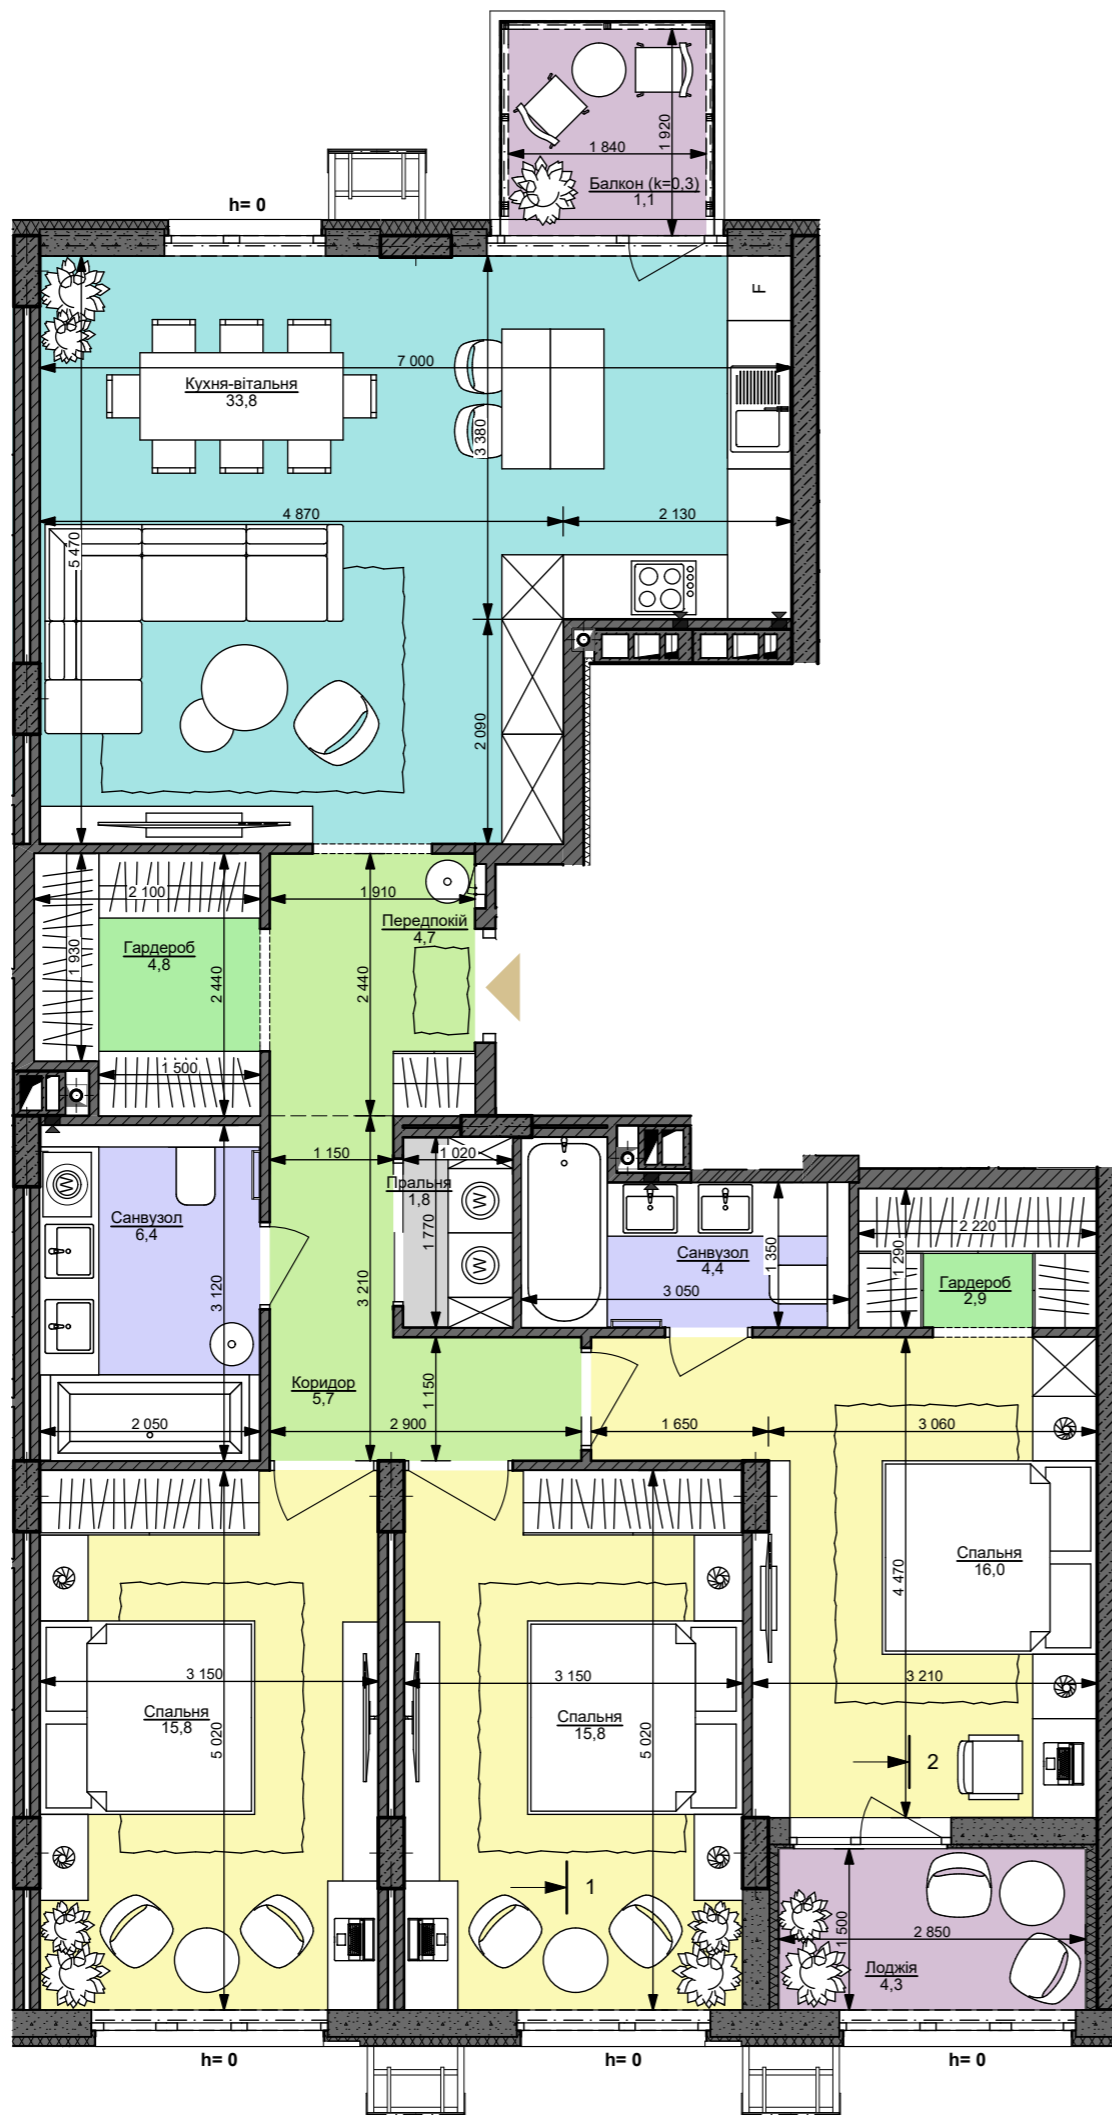 1 920
1 840
Балкон (k=0,3)
1,1
h= 0
F
7 000
Кухня-вітальня
33,8
3 380
4 870
2 130
5 470
2 090
2 100
1 910
Передпокій
4,7
Гардероб
4,8
1 930
2 440
2 440
1 500
1 150
1 020
Пральня
1,8
W
W
W
1 770
Санвузол
6,4
3 120
3 210
Санвузол
4,4
1 350
3 050
1 290
2 220
Гардероб
2,9
Коридор
5,7
1 150
2 050
2 900
1 650
3 060
Спальня
16,0
4 470
3 150
3 150
3 210
Спальня
15,8
5 020
Спальня
15,8
5 020
2
1
1 500
2 850
Лоджія
4,3
h= 0
h= 0
h= 0